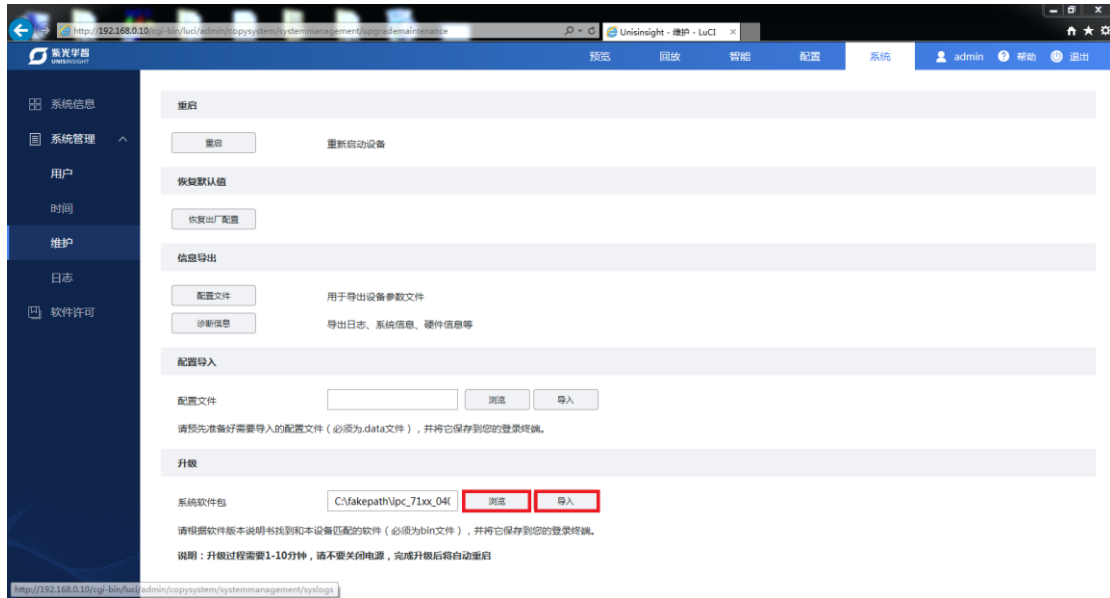 http://192.168.0.10/cgi-bin/luci/admin/copysystem/systemmanagement/upgrademaintenance
Unisinsight - 维护 - LuCI
紫光华智
UNISINSIGHT
预览 回放 智能 配置 系统 admin 帮助 退出
系统信息
系统管理
用户
时间
维护
日志
软件许可
重启
重启 重新启动设备
恢复默认值
恢复出厂配置
信息导出
配置文件 用于导出设备参数文件
诊断信息 导出日志、系统信息、硬件信息等
配置导入
配置文件 浏览 导入
请预先准备好需要导入的配置文件（必须为.data文件），并将它保存到您的登录终端。
升级
系统软件包 C:\fakepath\ipc_71xx_04( 浏览 导入
请根据软件版本说明书找到和本设备匹配的软件（必须为bin文件），并将它保存到您的登录终端。
说明：升级过程需要1-10分钟，请不要关闭电源，完成升级后将自动重启
http://192.168.0.10/cgi-bin/luci/admin/copysystem/systemmanagement/syslogs